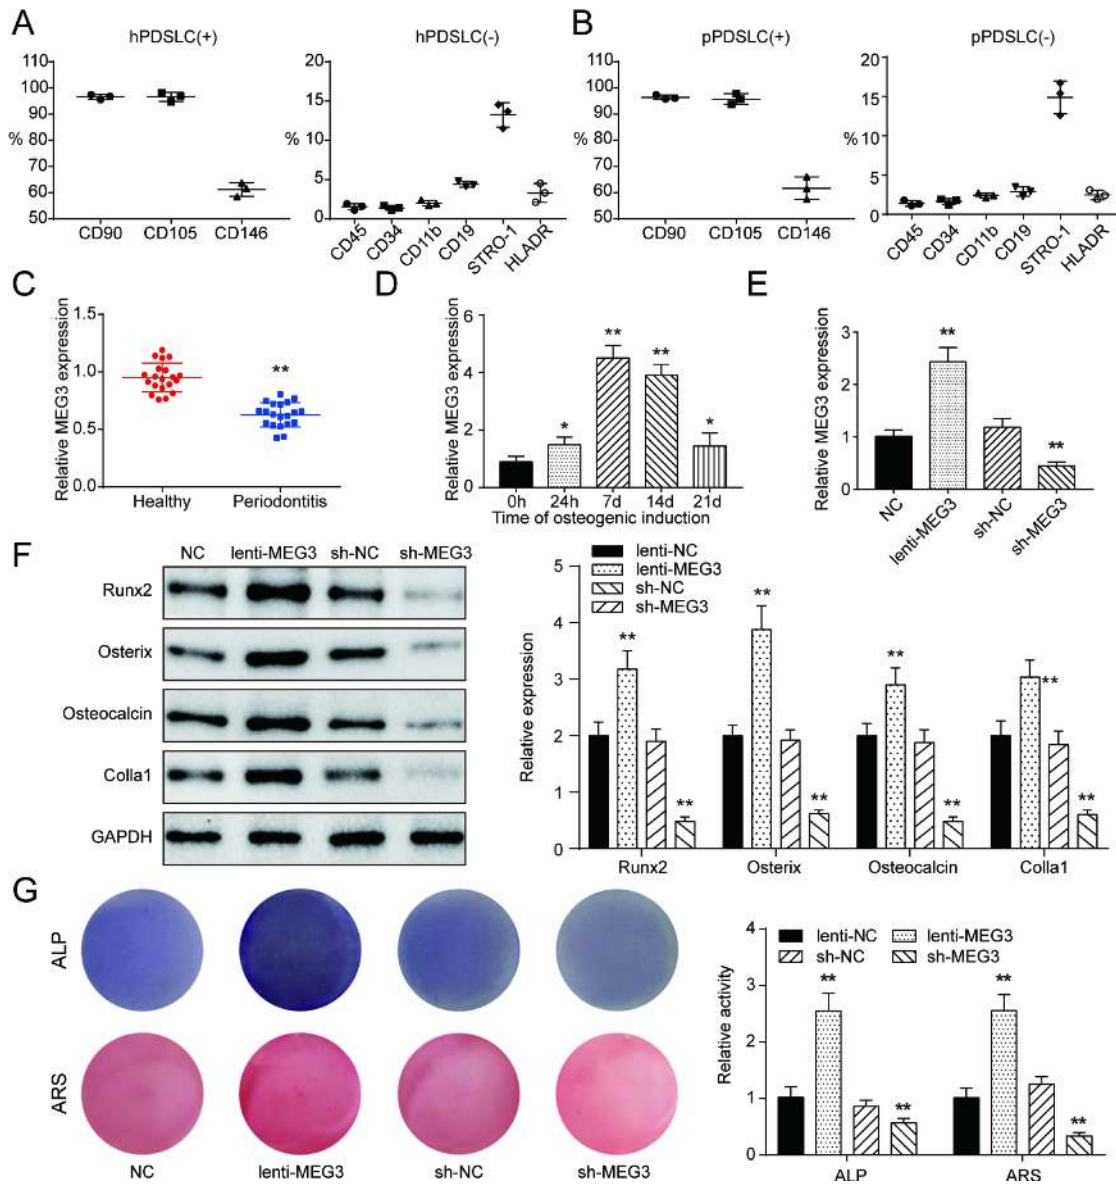 A
hPDSLC(+)
110
100
90
80
70
60
50
%
CD90
CD105
CD146
hPDSLC(-)
20
15
10
5
0
%
CD45
CD34
CD11b
CD19
STRO-1
HLADR
B
pPDSLC(+)
110
100
90
80
70
60
50
%
CD90
CD105
CD146
pPDSLC(-)
20
15
10
5
0
%
CD45
CD34
CD11b
CD19
STRO-1
HLADR
C
Relative MEG3 expression
1.5
1.0
0.5
0.0
**
Healthy
Periodontitis
D
Relative MEG3 expression
6
4
2
0
*
**
**
*
0h
24h
7d
14d
21d
Time of osteogenic induction
E
Relative MEG3 expression
3
2
1
0
**
**
NC
lenti-MEG3
sh-NC
sh-MEG3
F
NC lenti-MEG3 sh-NC sh-MEG3
Runx2
Osterix
Osteocalcin
Colla1
GAPDH
lenti-NC
lenti-MEG3
sh-NC
sh-MEG3
Relative expression
5
4
3
2
1
0
**
**
**
**
**
**
**
**
Runx2
Osterix
Osteocalcin
Colla1
G
ALP
ARS
NC
lenti-MEG3
sh-NC
sh-MEG3
lenti-NC
lenti-MEG3
sh-NC
sh-MEG3
Relative activity
4
3
2
1
0
**
**
**
**
ALP
ARS